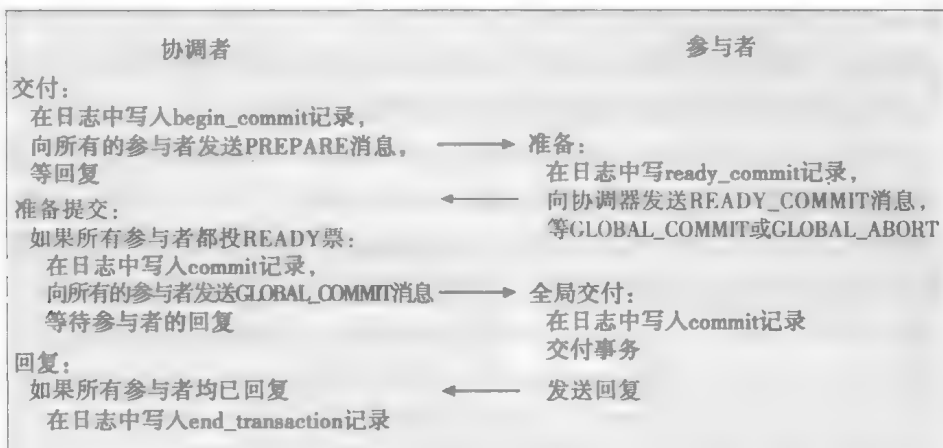 协调者
参与者
交付：
在日志中写入begin_commit记录，
向所有的参与者发送PREPARE消息，
等回复
准备：
在日志中写ready_commit记录，
向协调器发送READY_COMMIT消息，
等GLOBAL_COMMIT或GLOBAL_ABORT
准备提交：
如果所有参与者都投READY票：
在日志中写入commit记录，
向所有的参与者发送GLOBAL_COMMIT消息
等待参与者的回复
全局交付：
在日志中写入commit记录
交付事务
发送回复
回复：
如果所有参与者均已回复
在日志中写入end_transaction记录